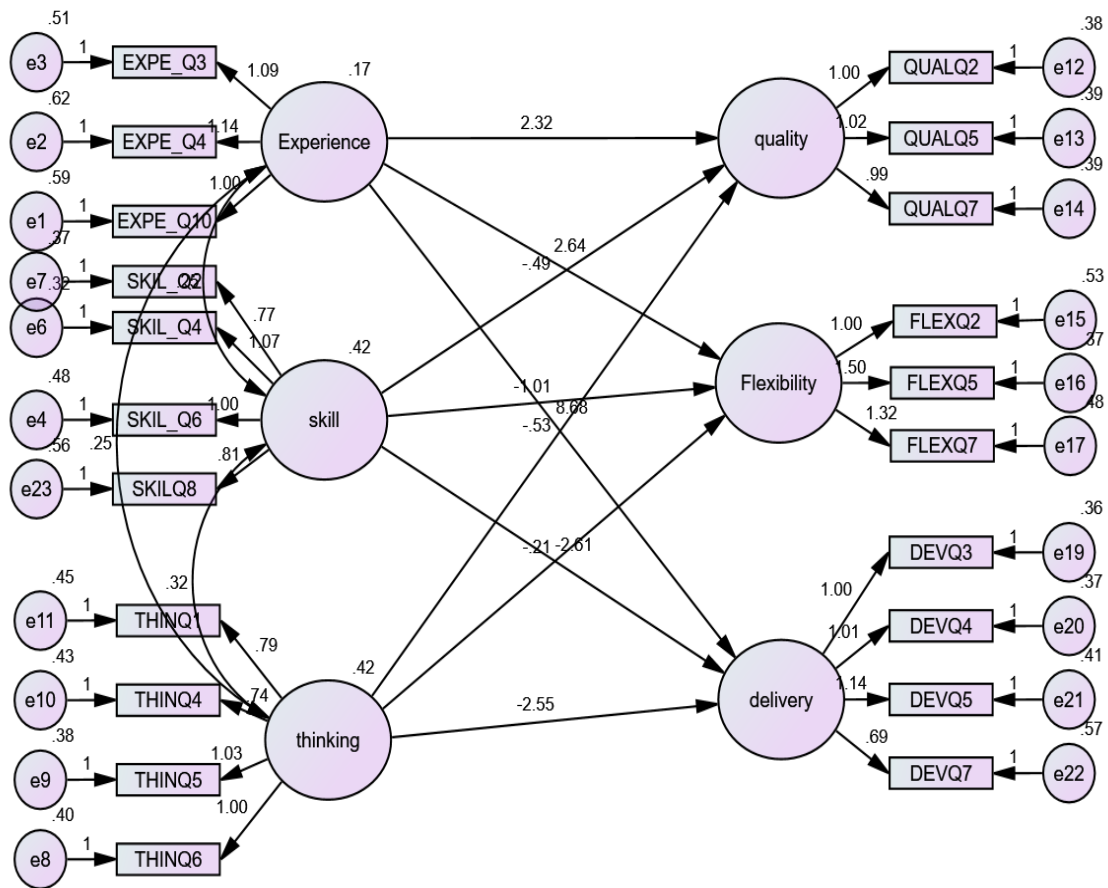 .51
e3 1 EXPE_Q3
1.09
.17
.62
e2 1 EXPE_Q4
1.14
Experience
.59
e1 1 EXPE_Q10
1.00
.37
e7 1 SKIL_Q2
.25
.77
.32
e6 1 SKIL_Q4
1.07
.42
.48
e4 1 SKIL_Q6
1.00
skill
.56
e23 1 SKILQ8
.81
.25
.32
.45
e11 1 THINQ1
.79
.42
.43
e10 1 THINQ4
.74
thinking
.38
e9 1 THINQ5
1.03
.40
e8 1 THINQ6
1.00
2.32
2.64
-.49
-1.01
8.68
-.53
-.21
-2.61
-2.55
quality
.38
1.00 QUALQ2 1 e12
.39
1.02 QUALQ5 1 e13
.39
.99 QUALQ7 1 e14
Flexibility
.53
1.00 FLEXQ2 1 e15
.37
1.50 FLEXQ5 1 e16
.48
1.32 FLEXQ7 1 e17
delivery
.36
1.00 DEVQ3 1 e19
.37
1.01 DEVQ4 1 e20
.41
1.14 DEVQ5 1 e21
.57
.69 DEVQ7 1 e22